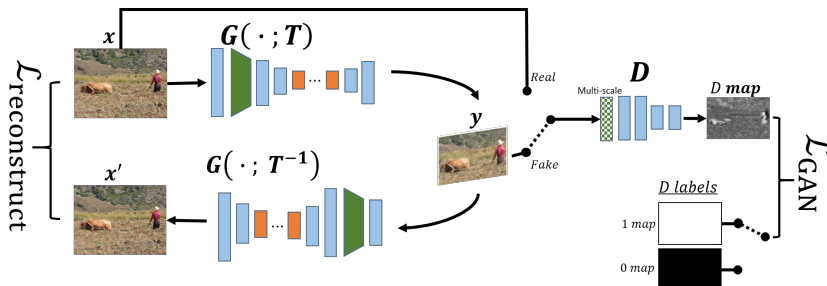 x
G( · ; T)
ℒreconstruct
...
y
Real
Fake
D
Multi-scale
D map
ℒGAN
x′
G( · ; T⁻¹)
...
D labels
1 map
0 map